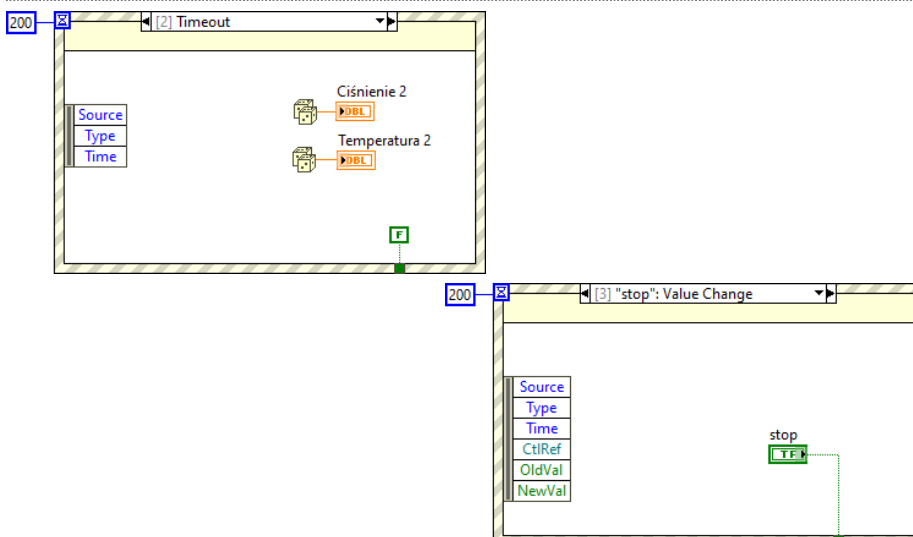 200
[2] Timeout
Ciśnienie 2
DBL
Source
Type
Time
Temperatura 2
DBL
F
200
[3] "stop": Value Change
Source
Type
Time
CtlRef
OldVal
NewVal
stop
TF